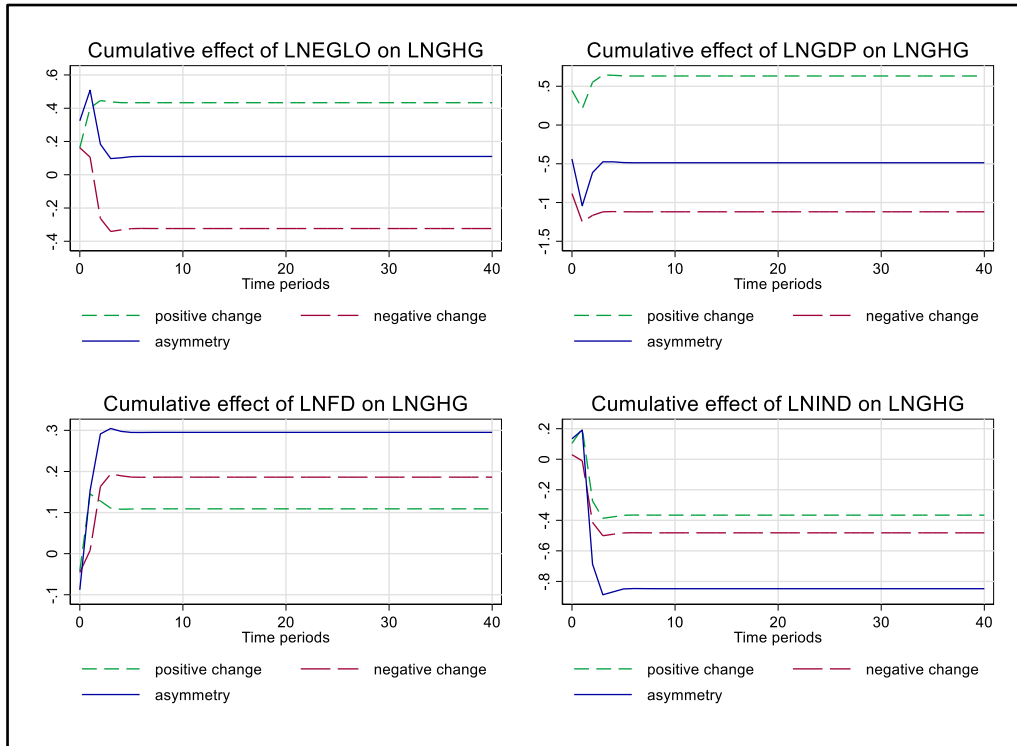 Cumulative effect of LNEGLO on LNGHG
.6
.4
.2
0
-.2
-.4
0 10 20 30 40
Time periods
positive change negative change
asymmetry
Cumulative effect of LNGDP on LNGHG
.5
0
-.5
-1
-1.5
0 10 20 30 40
Time periods
positive change negative change
asymmetry
Cumulative effect of LNFD on LNGHG
.3
.2
.1
0
-.1
0 10 20 30 40
Time periods
positive change negative change
asymmetry
Cumulative effect of LNIND on LNGHG
.2
0
-.2
-.4
-.6
-.8
0 10 20 30 40
Time periods
positive change negative change
asymmetry